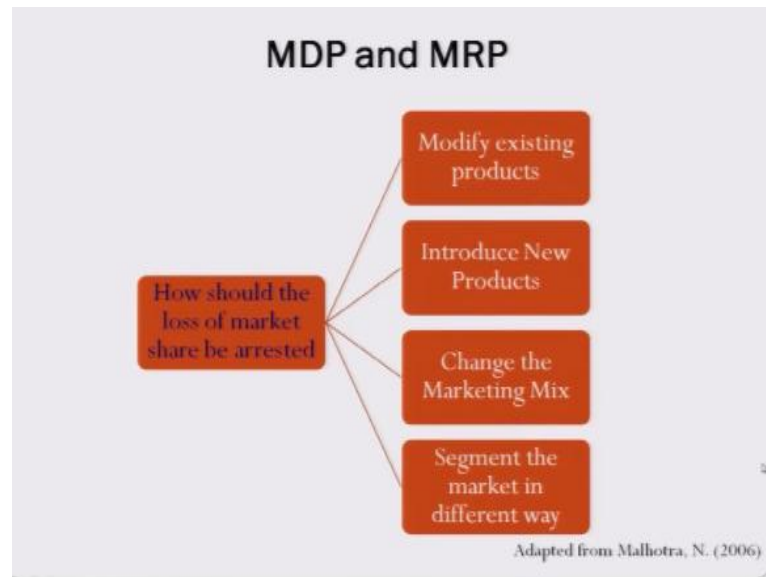 MDP and MRP
Modify existing
products
Introduce New
Products
How should the
loss of market
share be arrested
Change the
Marketing Mix
Segment the
market in
different way
Adapted from Malhotra, N. (2006)